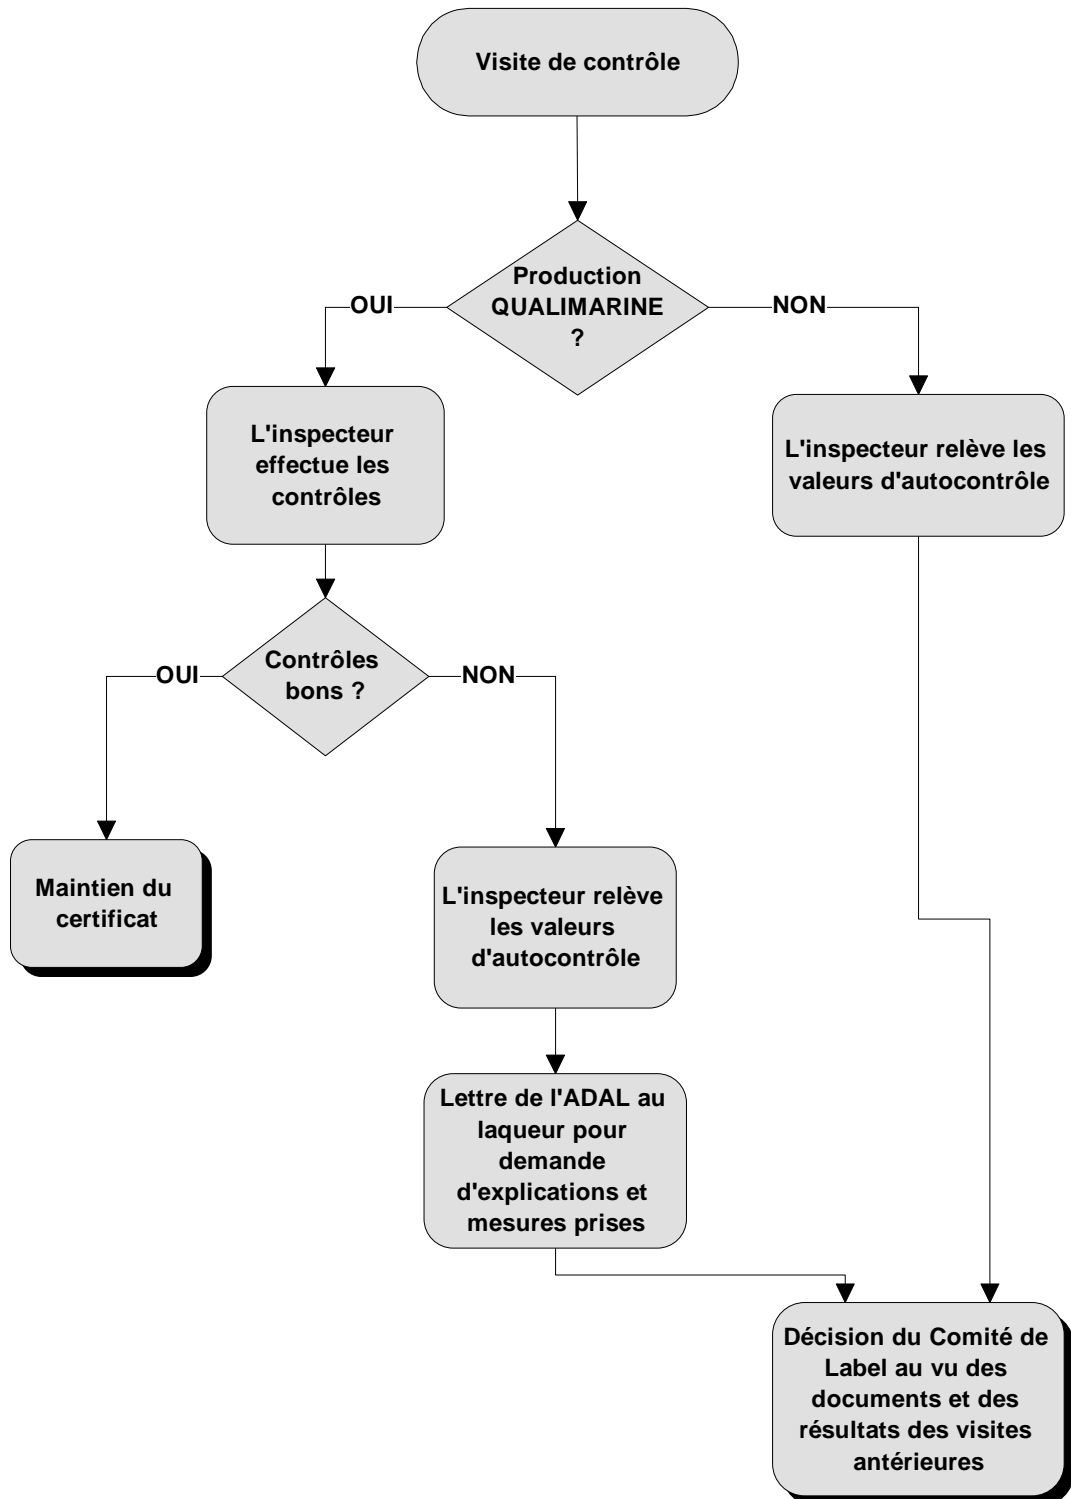 Visite de contrôle
Production
QUALIMARINE
?
OUI
NON
L'inspecteur
effectue les
contrôles
L'inspecteur relève les
valeurs d'autocontrôle
Contrôles
bons ?
OUI
NON
Maintien du
certificat
L'inspecteur relève
les valeurs
d'autocontrôle
Lettre de l'ADAL au
laqueur pour
demande
d'explications et
mesures prises
Décision du Comité de
Label au vu des
documents et des
résultats des visites
antérieures